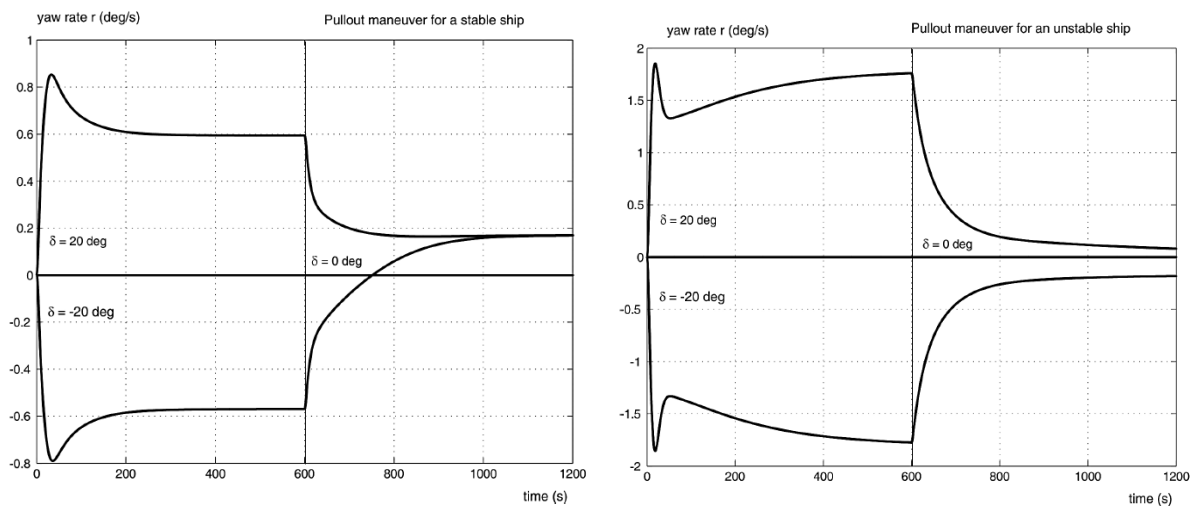 yaw rate r (deg/s) Pullout maneuver for a stable ship
1
0.8
0.6
0.4
0.2
0
-0.2
-0.4
-0.6
-0.8
δ = 20 deg
δ = 0 deg
δ = -20 deg
0 200 400 600 800 1000 1200
time (s)
yaw rate r (deg/s) Pullout maneuver for an unstable ship
2
1.5
1
0.5
0
-0.5
-1
-1.5
-2
δ = 20 deg
δ = 0 deg
δ = -20 deg
0 200 400 600 800 1000 1200
time (s)